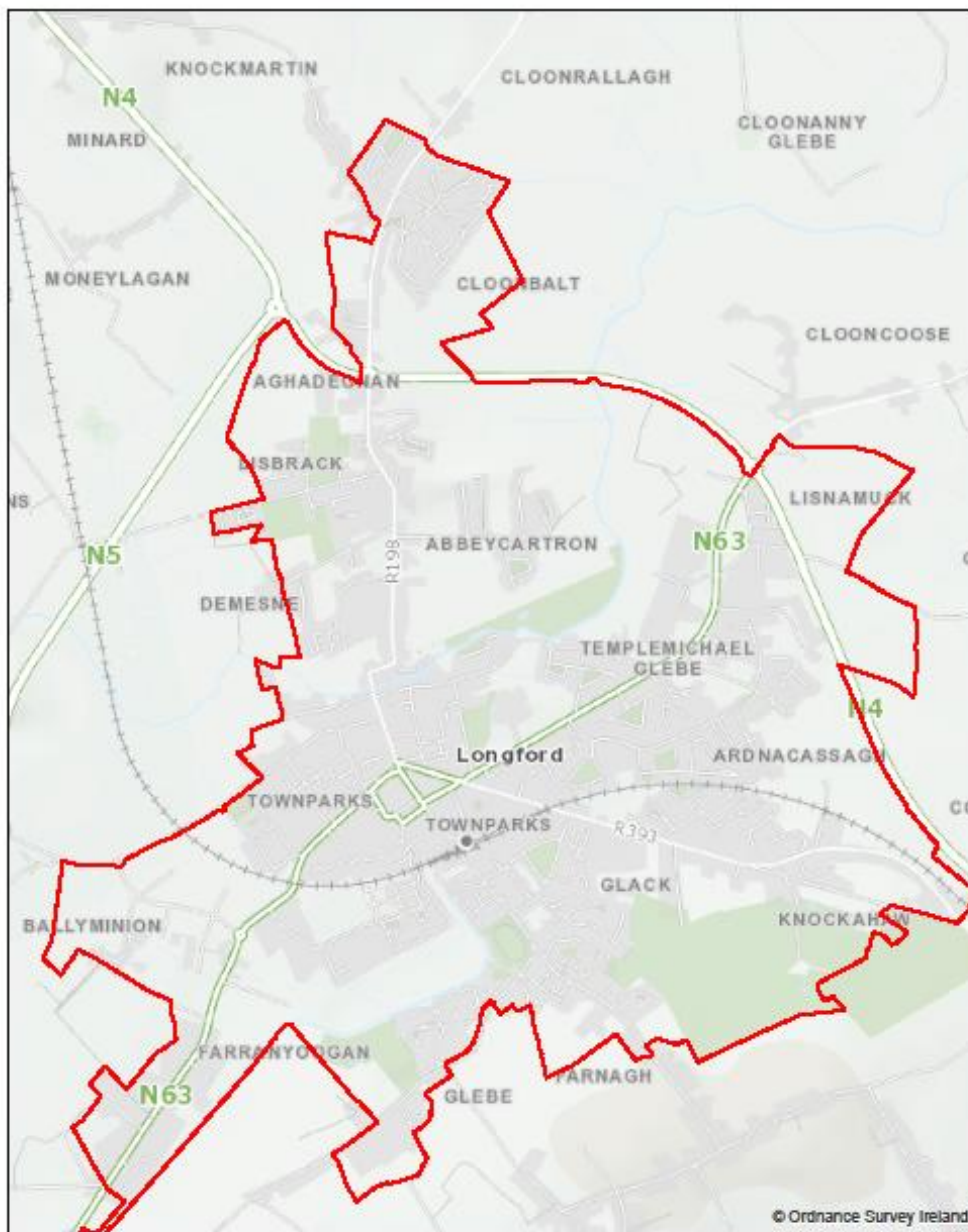 KNOCKMARTIN
CLOONRALLAGH
N4
MINARD
CLOONANNY
GLEBE
MONEYLAGAN
CLOONBALT
CLOONCOOSE
AGHADEGNAN
LISBRACK
LISNAMUCK
NS
N5
R198
ABBEYCARTRON
N63
DEMESNE
TEMPLEMICHAEL
GLEBE
N4
Longford
ARDNACASSAGH
TOWNPARKS
TOWNPARKS
R393
CO
GLACK
BALLYMINION
KNOCKAHAW
FARRANYOOGAN
FARNAGH
N63
GLEBE
© Ordnance Survey Ireland